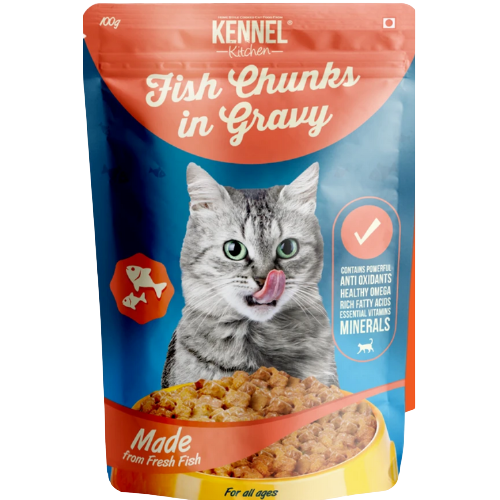 100g
KENNEL®
Kitchen
Fish Chunks
in Gravy
CONTAINS POWERFUL
ANTI OXIDANTS
HEALTHY OMEGA
RICH FATTY ACIDS
ESSENTIAL VITAMINS
MINERALS
Made
from Fresh Fish
For all ages